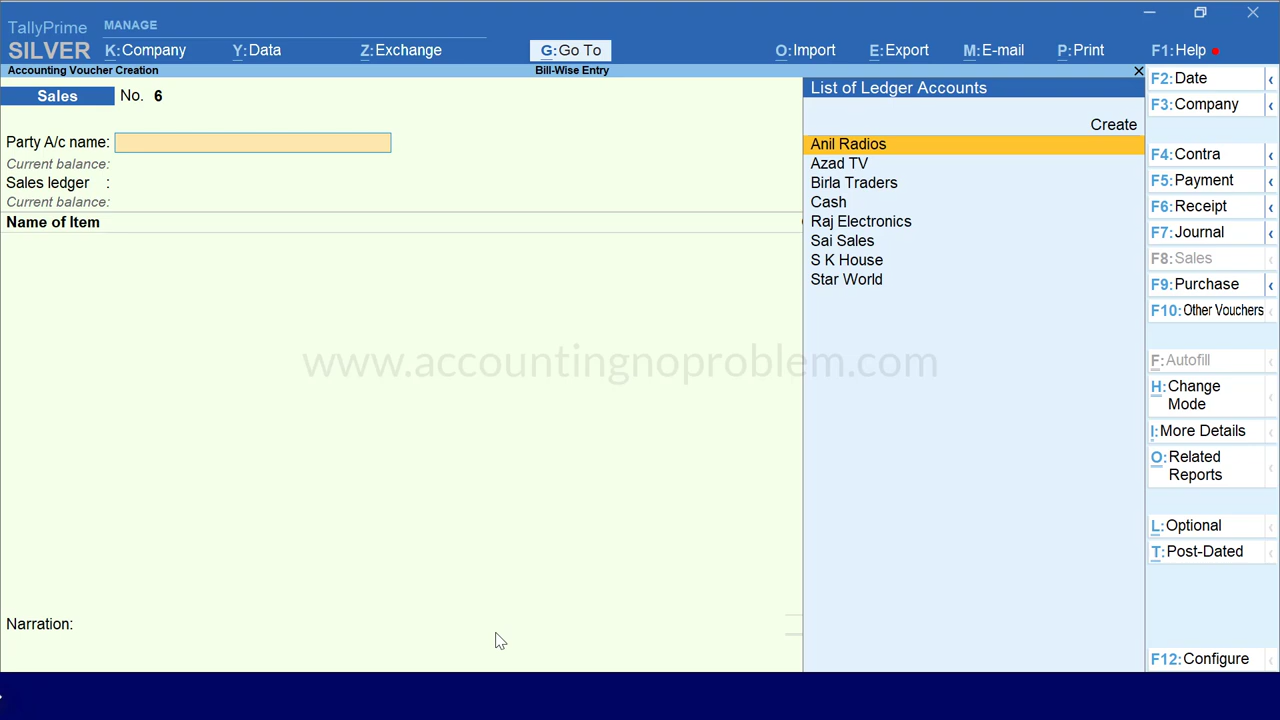 TallyPrime
SILVER
MANAGE
K:Company
Y:Data
Z:Exchange
G:Go To
O:Import
E:Export
M:E-mail
P:Print
F1:Help
Accounting Voucher Creation
Bill-Wise Entry
Sales No. 6
Party A/c name:
Current balance:
Sales ledger :
Current balance:
Name of Item
www.accountingnoproblem.com
Narration:
List of Ledger Accounts
Create
Anil Radios
Azad TV
Birla Traders
Cash
Raj Electronics
Sai Sales
S K House
Star World
F2:Date
F3:Company
F4:Contra
F5:Payment
F6:Receipt
F7:Journal
F8:Sales
F9:Purchase
F10:Other Vouchers
F:Autofill
H:Change
Mode
I:More Details
O:Related
Reports
L:Optional
T:Post-Dated
F12:Configure